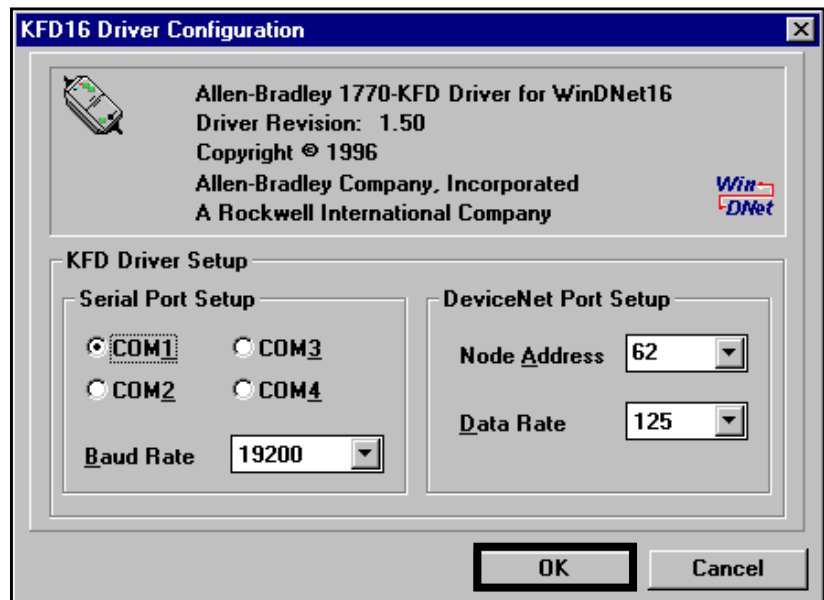 KFD16 Driver Configuration
Allen-Bradley 1770-KFD Driver for WinDNet16
Driver Revision: 1.50
Copyright © 1996
Allen-Bradley Company, Incorporated
A Rockwell International Company
Win
DNet
KFD Driver Setup
Serial Port Setup
COM1
COM3
COM2
COM4
Baud Rate 19200
DeviceNet Port Setup
Node Address 62
Data Rate 125
OK
Cancel